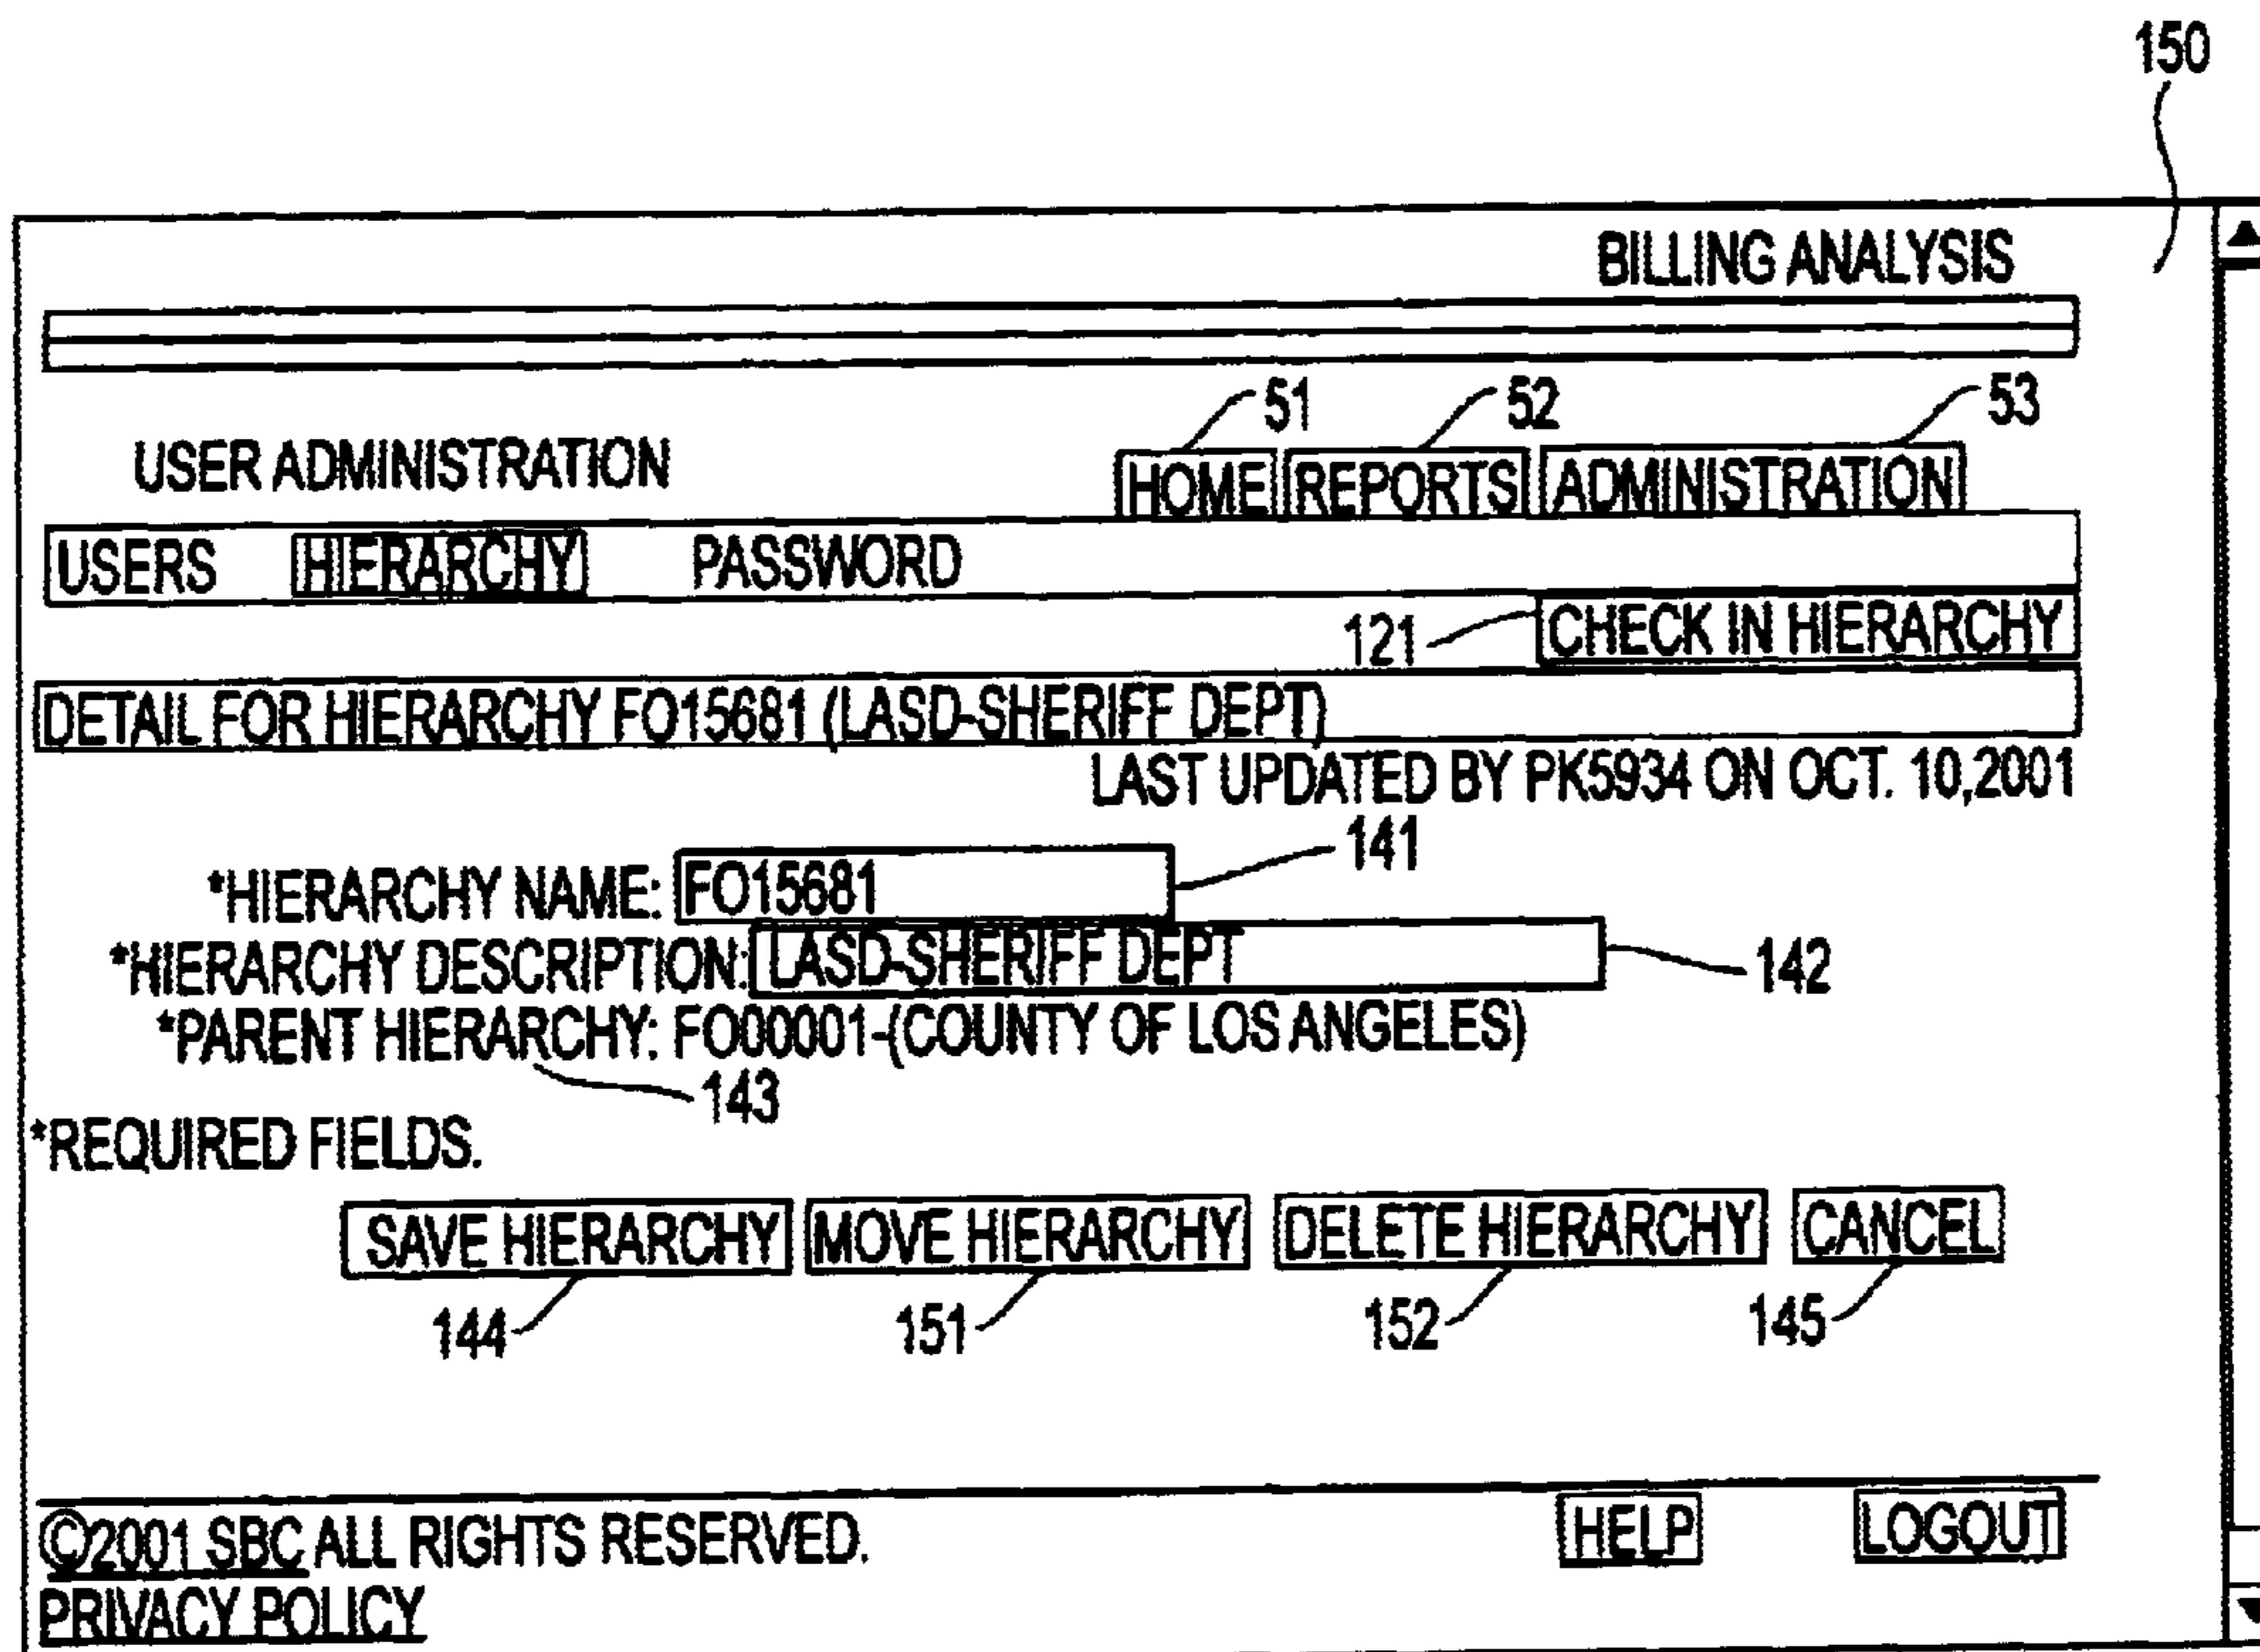 150
BILLING ANALYSIS
51 52 53
USER ADMINISTRATION HOME REPORTS ADMINISTRATION
USERS HIERARCHY PASSWORD
121 CHECK IN HIERARCHY
DETAIL FOR HIERARCHY FO15681 (LASD-SHERIFF DEPT)
LAST UPDATED BY PK5934 ON OCT. 10,2001
141
*HIERARCHY NAME: FO15681
*HIERARCHY DESCRIPTION: LASD-SHERIFF DEPT 142
*PARENT HIERARCHY: FO00001-(COUNTY OF LOS ANGELES)
143
*REQUIRED FIELDS.
SAVE HIERARCHY MOVE HIERARCHY DELETE HIERARCHY CANCEL
144 151 152 145
©2001 SBC ALL RIGHTS RESERVED. HELP LOGOUT
PRIVACY POLICY